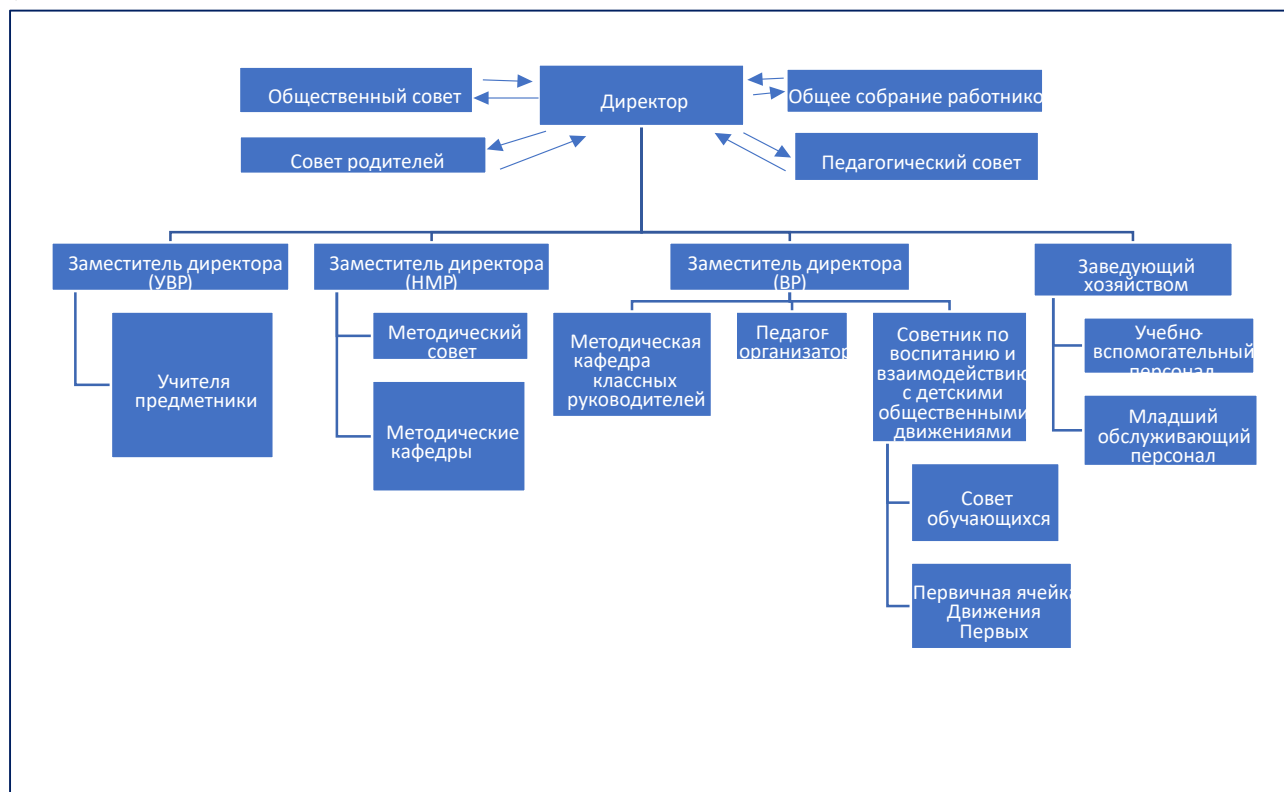 Общественный совет
Директор
Общее собрание работнико
Совет родителей
Педагогический совет
Заместитель директора
(УВР)
Заместитель директора
(НМР)
Заместитель директора
(ВР)
Заведующий
хозяйством
Учителя
предметники
Методический
совет
Методические
кафедры
Методическая
кафедра
классных
руководителей
Педагог-
организатор
Советник по
воспитанию и
взаимодействию
с детскими
общественными
движениями
Совет
обучающихся
Первичная ячейка
Движения
Первых
Учебно-
вспомогательный
персонал
Младший
обслуживающий
персонал